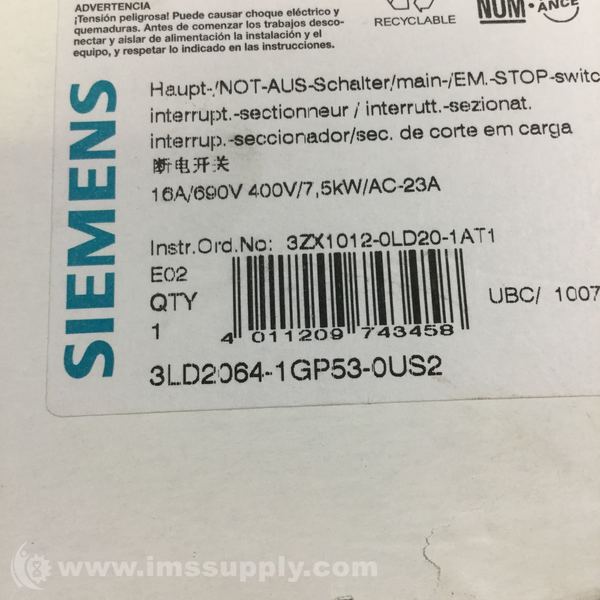 ADVERTENCIA
¡Tensión peligrosa! Puede causar choque eléctrico y
quemaduras. Antes de comenzar los trabajos desco-
nectar y aislar de alimentación la instalación y el
equipo, y respetar lo indicado en las instrucciones.
RECYCLABLE
NUM
ANCE
SIEMENS
Haupt-/NOT-AUS-Schalter/main-/EM.-STOP-switc
interrupt.-sectionneur / interrutt.-sezionat.
interrup.-seccionador/sec. de corte em carga
断电开关
16A/690V 400V/7,5kW/AC-23A
Instr.Ord.No: 3ZX1012-0LD20-1AT1
E02
QTY
1
UBC/ 1007
4 011209 743458
3LD2064-1GP53-0US2
www.imssupply.com